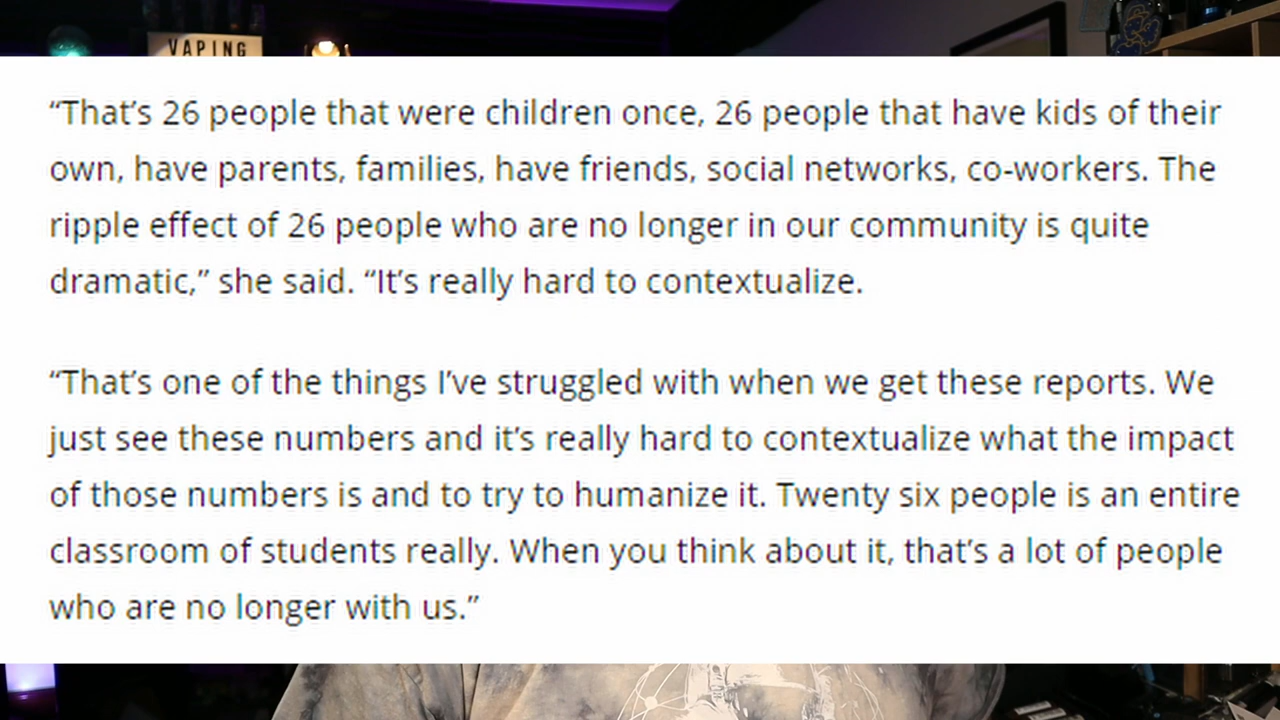 VAPING
“That’s 26 people that were children once, 26 people that have kids of their
own, have parents, families, have friends, social networks, co-workers. The
ripple effect of 26 people who are no longer in our community is quite
dramatic,” she said. “It’s really hard to contextualize.
“That’s one of the things I’ve struggled with when we get these reports. We
just see these numbers and it’s really hard to contextualize what the impact
of those numbers is and to try to humanize it. Twenty six people is an entire
classroom of students really. When you think about it, that’s a lot of people
who are no longer with us.”